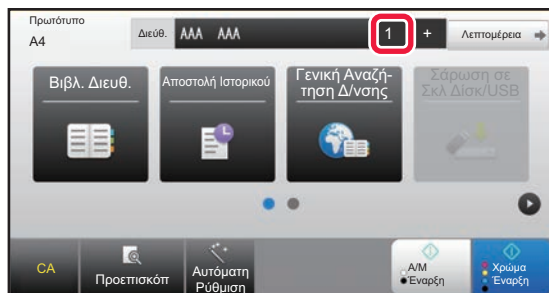 Πρωτότυπο
A4
Διεύθ. AAA AAA 1 + Λεπτομέρεια
Βιβλ. Διευθ.
Αποστολή Ιστορικού
Γενική Αναζή-
τηση Δ/νσης
Σάρωση σε
Σκλ Δίσκ/USB
CA
Προεπισκόπ
Αυτόματη
Ρύθμιση
Α/Μ
Έναρξη
Χρώμα
Έναρξη